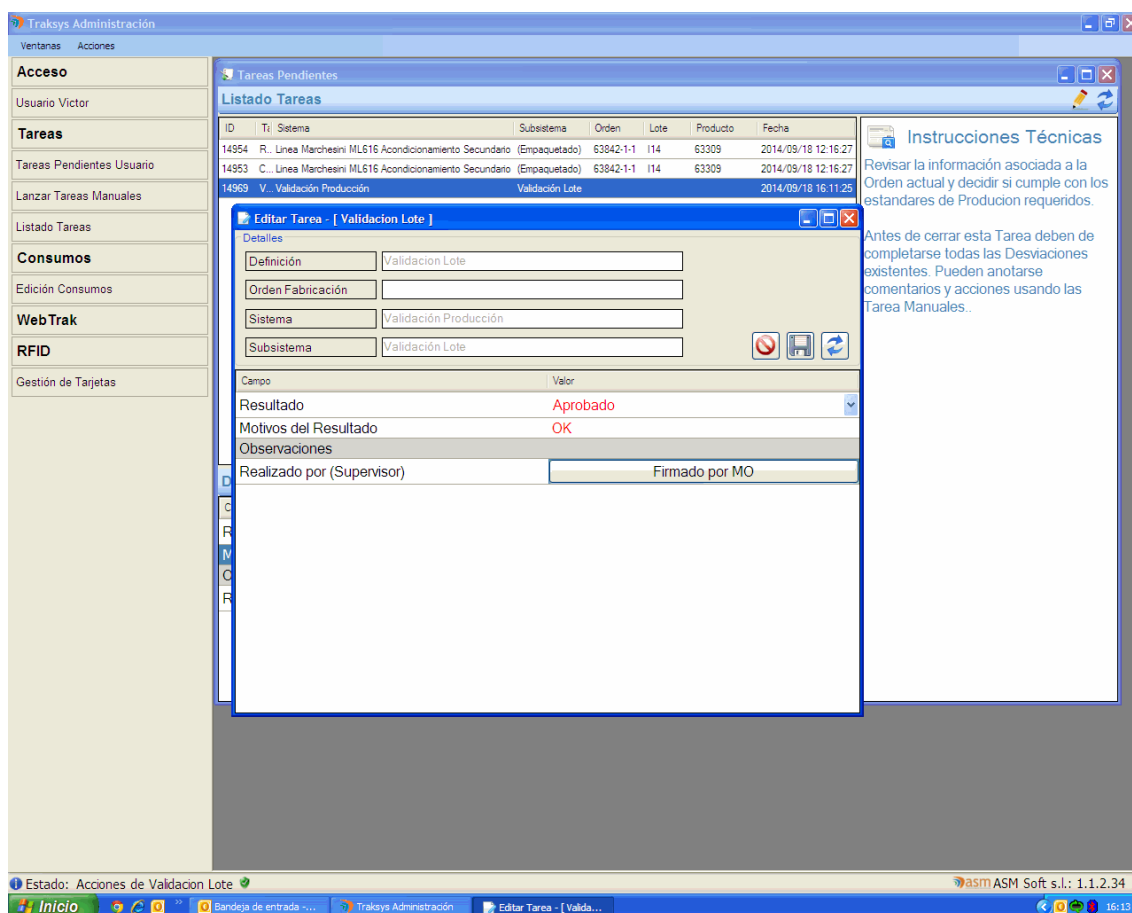 Traksys Administración
Ventanas Acciones
Acceso
Usuario Victor
Tareas
Tareas Pendientes Usuario
Lanzar Tareas Manuales
Listado Tareas
Consumos
Edición Consumos
WebTrak
RFID
Gestión de Tarjetas
Tareas Pendientes
Listado Tareas
ID Ta Sistema Subsistema Orden Lote Producto Fecha
14954 R.. Linea Marchesini ML616 Acondicionamiento Secundario (Empaquetado) 63842-1-1 I14 63309 2014/09/18 12:16:27
14953 C... Linea Marchesini ML616 Acondicionamiento Secundario (Empaquetado) 63842-1-1 I14 63309 2014/09/18 12:16:27
14969 V... Validación Producción Validación Lote 2014/09/18 16:11:25
Instrucciones Técnicas
Revisar la información asociada a la
Orden actual y decidir si cumple con los
estandares de Producion requeridos.
Antes de cerrar esta Tarea deben de
completarse todas las Desviaciones
existentes. Pueden anotarse
comentarios y acciones usando las
Tarea Manuales..
Editar Tarea - [ Validacion Lote ]
Detalles
Definición Validacion Lote
Orden Fabricación
Sistema Validación Producción
Subsistema Validación Lote
Campo Valor
Resultado Aprobado
Motivos del Resultado OK
Observaciones
Realizado por (Supervisor) Firmado por MO
D
C
R
M
O
R
Estado: Acciones de Validacion Lote
asm ASM Soft s.l.: 1.1.2.34
Inicio
Bandeja de entrada -... Traksys Administración Editar Tarea - [ Valida... 16:13